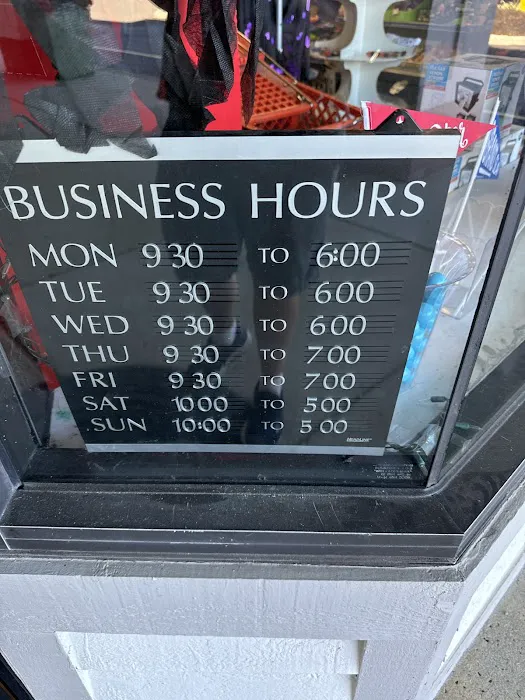 BUSINESS HOURS
MON 9 30 TO 6:00
TUE 9 30 TO 6 00
WED 9 30 TO 6 00
THU 9 30 TO 7 00
FRI 9 30 TO 7 00
SAT 10 00 TO 5 00
SUN 10:00 TO 5 00